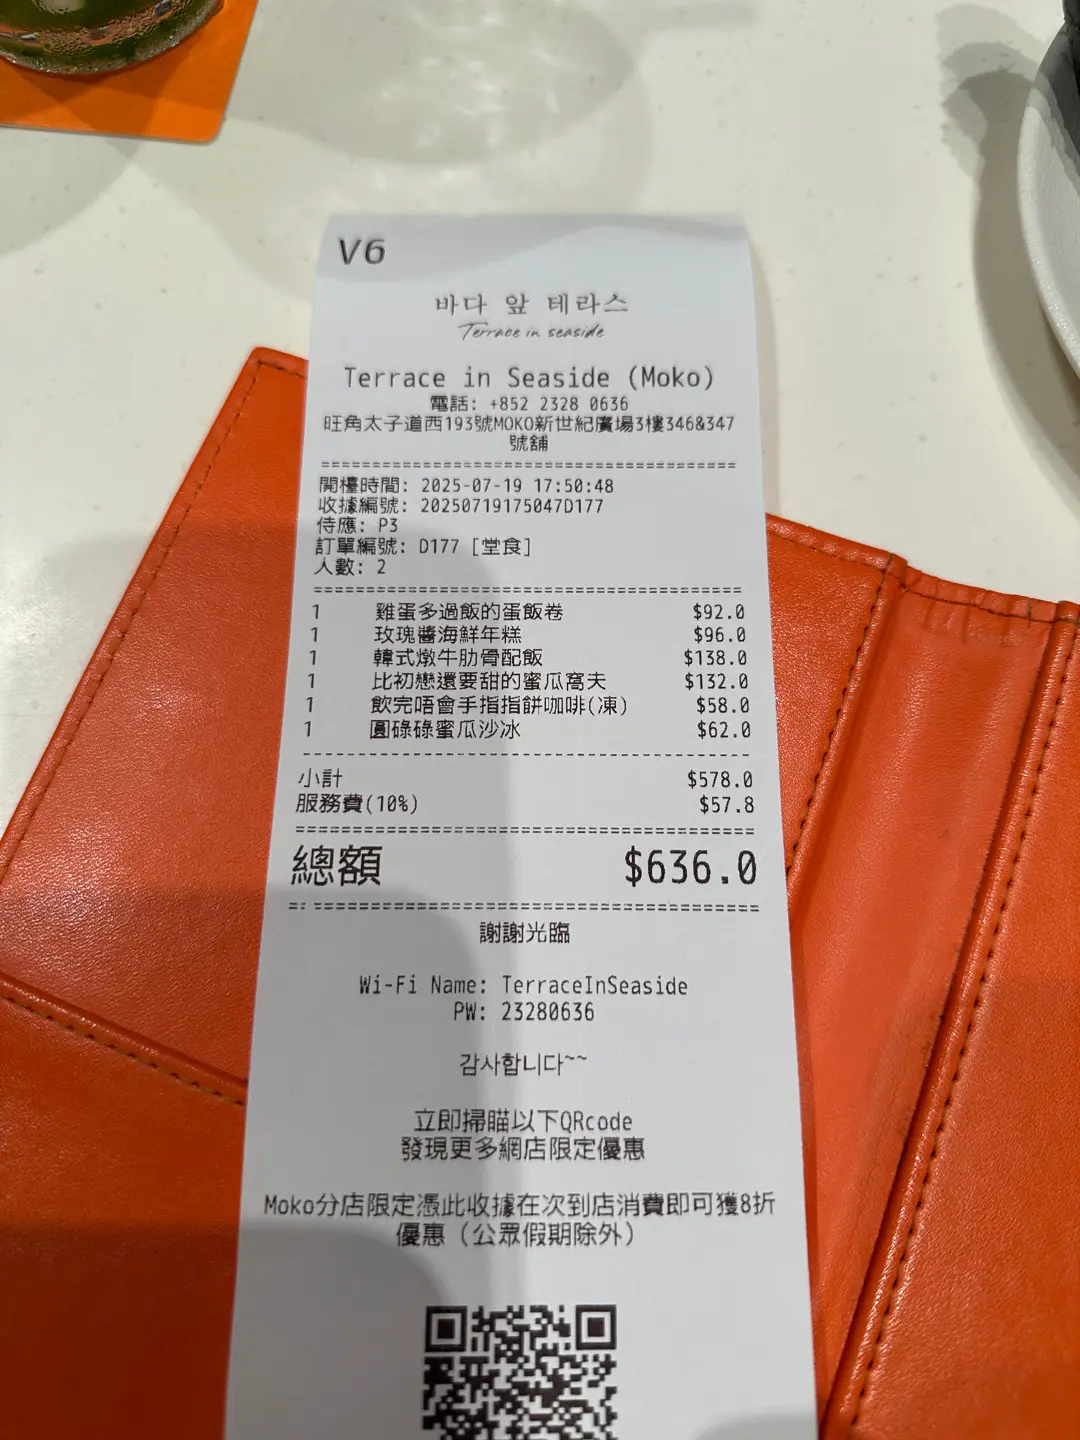 V6
바다 앞 테라스
Terrace in seaside
Terrace in Seaside (Moko)
電話: +852 2328 0636
旺角太子道西193號MOKO新世紀廣場3樓346&347
號舖
開檯時間: 2025-07-19 17:50:48
收據編號: 20250719175047D177
侍應: P3
訂單編號: D177 [堂食]
人數: 2
1 雞蛋多過飯的蛋飯卷 $92.0
1 玫瑰醬海鮮年糕 $96.0
1 韓式燉牛肋骨配飯 $138.0
1 比初戀還要甜的蜜瓜窩夫 $132.0
1 飲完唔會手指指餅咖啡(凍) $58.0
1 圓碌碌蜜瓜沙冰 $62.0
小計 $578.0
服務費(10%) $57.8
總額 $636.0
謝謝光臨
Wi-Fi Name: TerraceInSeaside
PW: 23280636
감사합니다~~
立即掃瞄以下QRcode
發現更多網店限定優惠
Moko分店限定憑此收據在次到店消費即可獲8折
優惠（公眾假期除外）